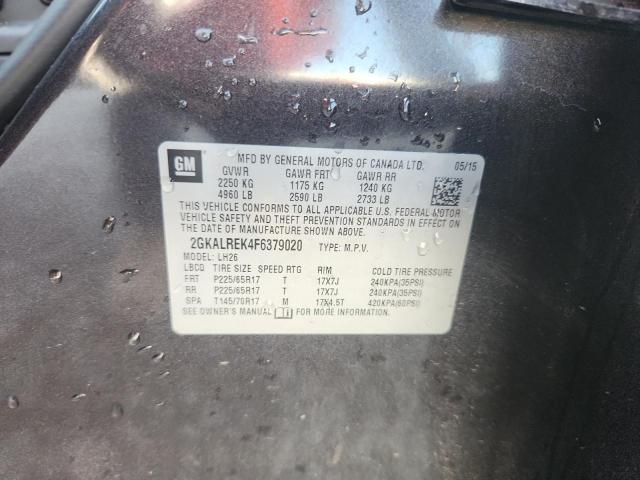 GM
MFD BY GENERAL MOTORS OF CANADA LTD. 05/15
GVWR GAWR FRT GAWR RR
2250 KG 1175 KG 1240 KG
4960 LB 2590 LB 2733 LB
THIS VEHICLE CONFORMS TO ALL APPLICABLE U.S. FEDERAL MOTOR
VEHICLE SAFETY AND THEFT PREVENTION STANDARDS IN EFFECT ON
THE DATE OF MANUFACTURE SHOWN ABOVE.
2GKALREK4F6379020 TYPE: M.P.V.
MODEL: LH26
LBCQ TIRE SIZE SPEED RTG RIM COLD TIRE PRESSURE
FRT P225/65R17 T 17X7J 240KPA(35PSI)
RR P225/65R17 T 17X7J 240KPA(35PSI)
SPA T145/70R17 M 17X4.5T 420KPA(60PSI)
SEE OWNER'S MANUAL FOR MORE INFORMATION.